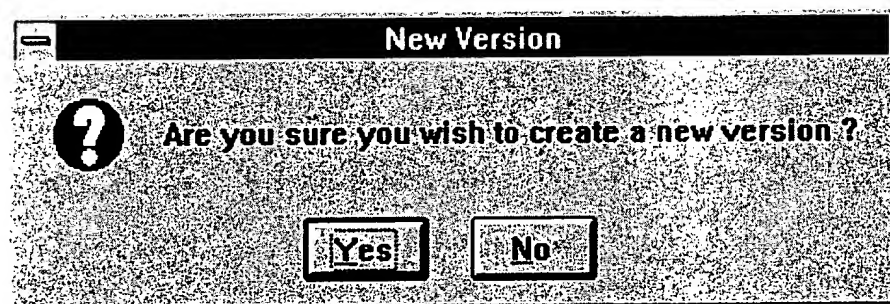 New Version
Are you sure you wish to create a new version ?
Yes
No